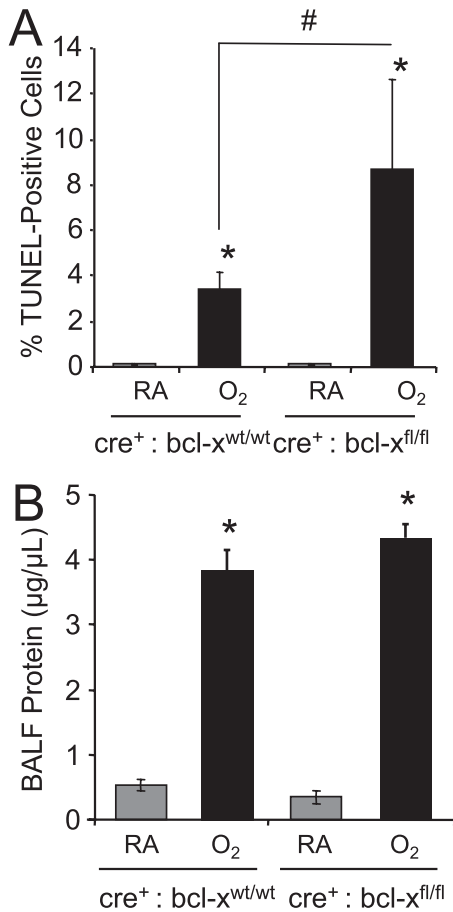 A
#
14
12
10
8
6
4
2
0
% TUNEL-Positive Cells
*
*
RA O₂ RA O₂
cre⁺ : bcl-xʷᵗ/ʷᵗ cre⁺ : bcl-xᶠˡ/ᶠˡ
B
5
4
3
2
1
0
BALF Protein (µg/µL)
*
*
RA O₂ RA O₂
cre⁺ : bcl-xʷᵗ/ʷᵗ cre⁺ : bcl-xᶠˡ/ᶠˡ